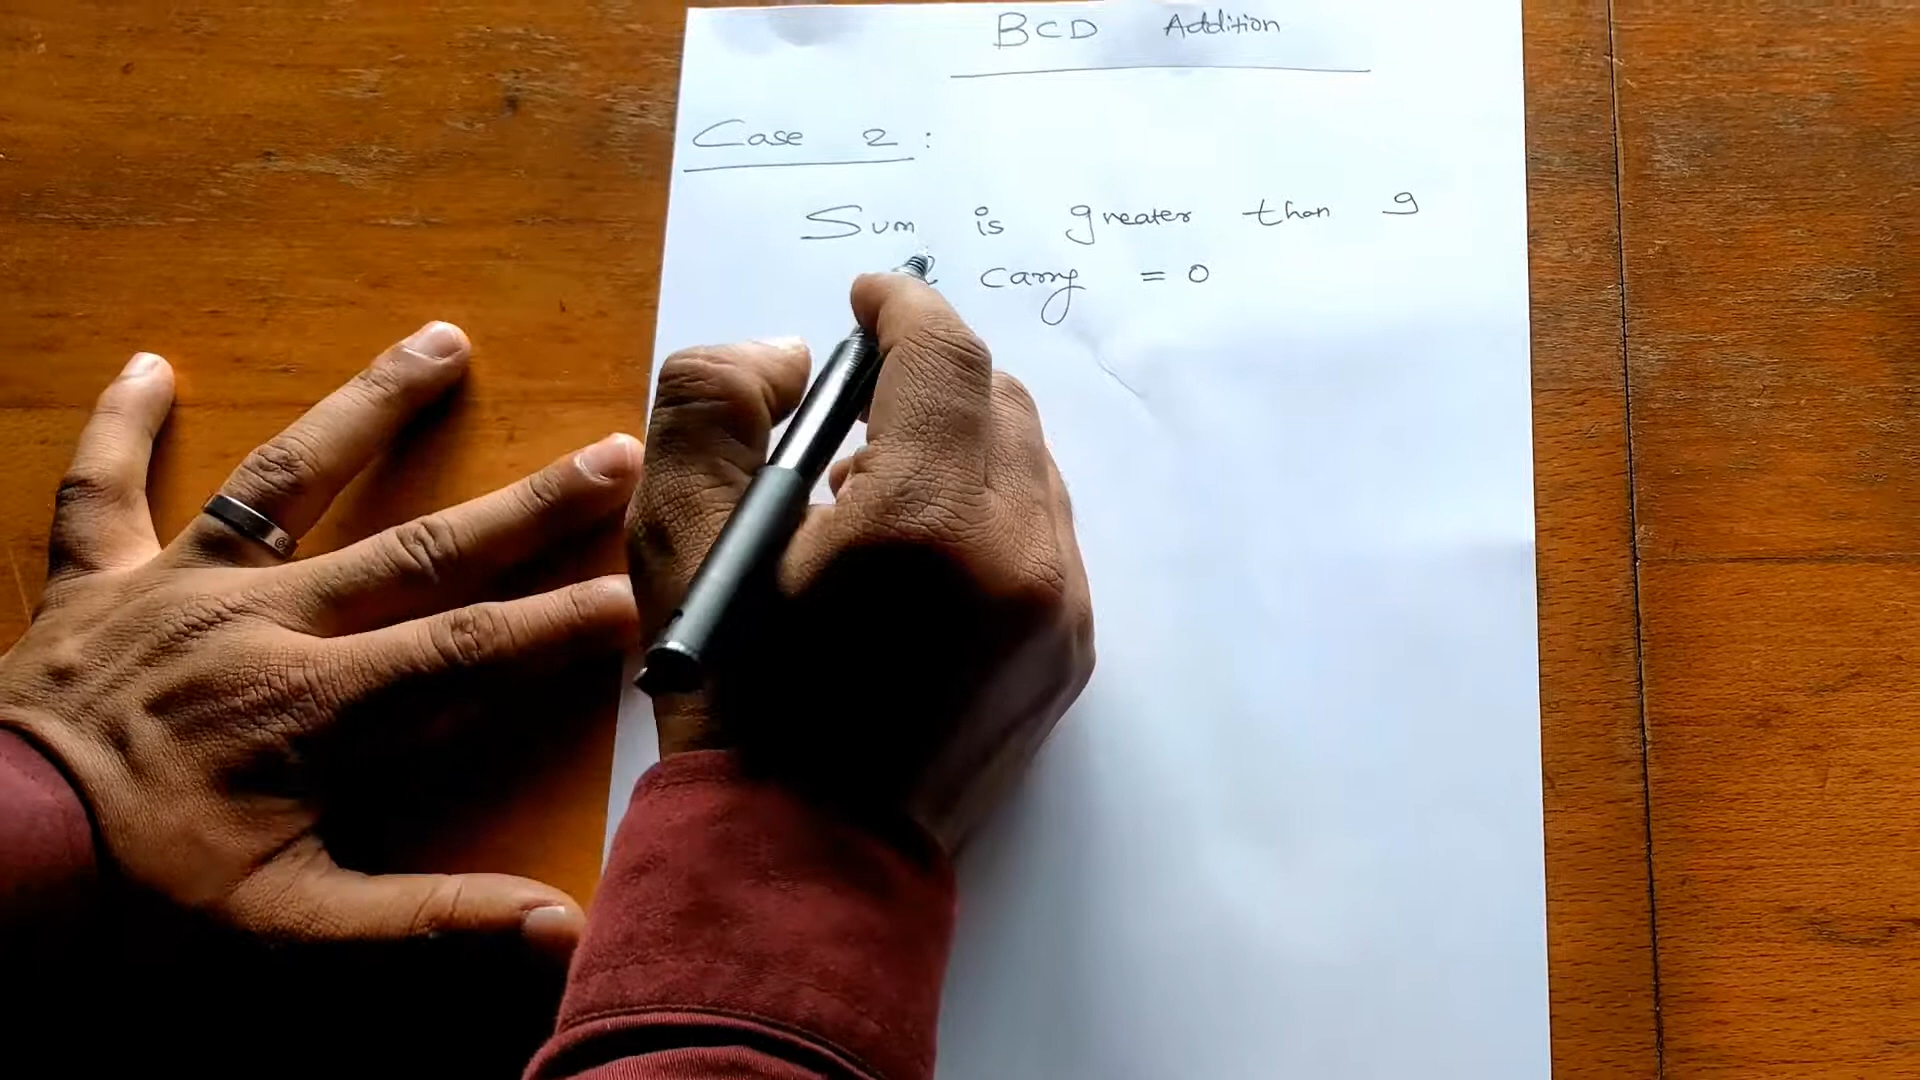 BCD Addition
Case 2:
Sum is greater than 9
carry = 0